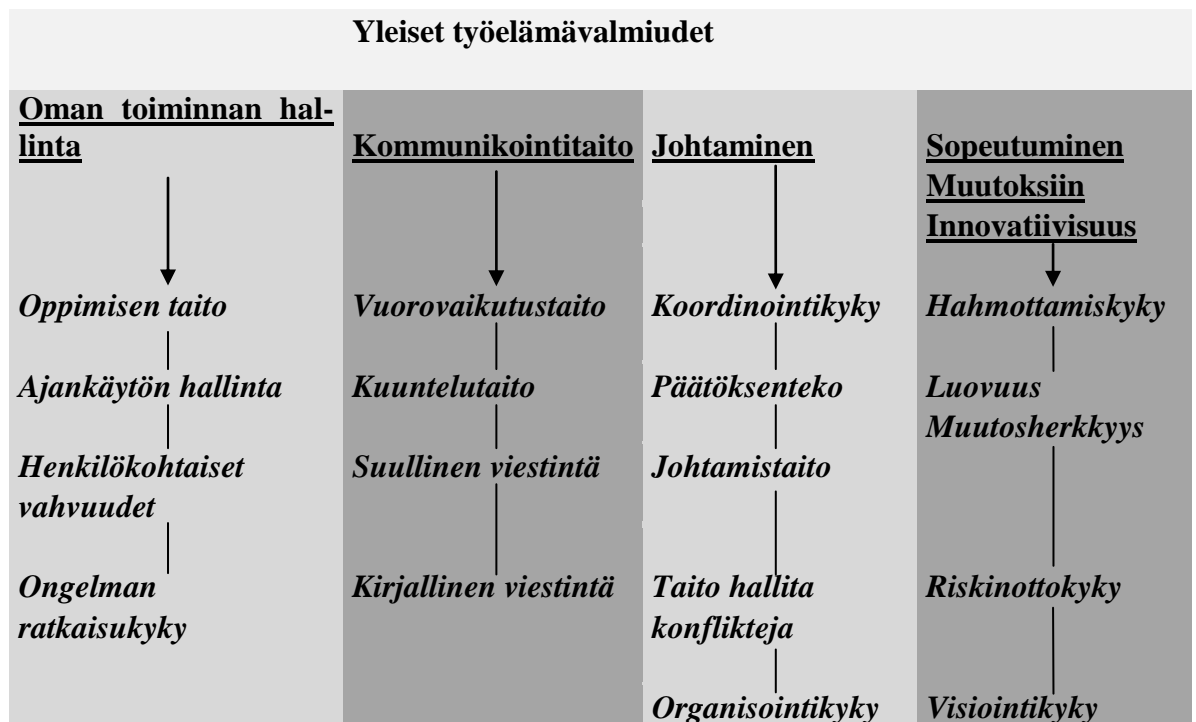 Yleiset työelämävalmiudet
Oman toiminnan hal-
linta
Oppimisen taito
Ajankäytön hallinta
Henkilökohtaiset
vahvuudet
Ongelman
ratkaisukyky
Kommunikointitaito
Vuorovaikutustaito
Kuuntelutaito
Suullinen viestintä
Kirjallinen viestintä
Johtaminen
Koordinointikyky
Päätöksenteko
Johtamistaito
Taito hallita
konflikteja
Organisointikyky
Sopeutuminen
Muutoksiin
Innovatiivisuus
Hahmottamiskyky
Luovuus
Muutosherkkyys
Riskinottokyky
Visiointikyky